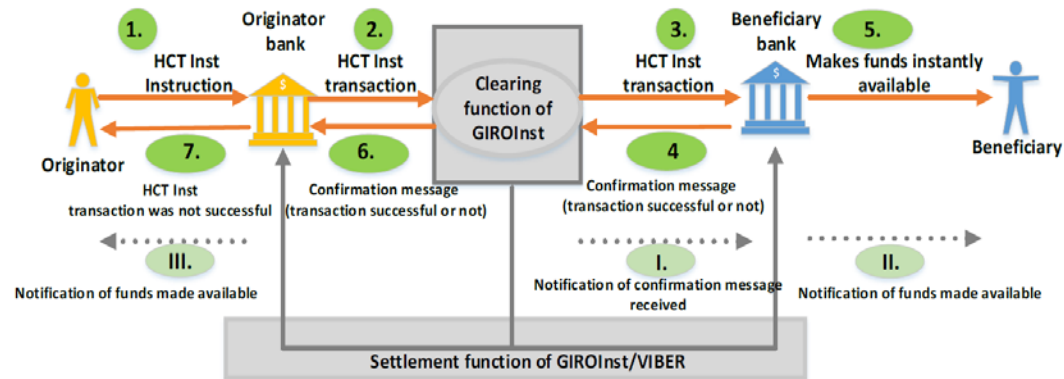 1.
Originator
bank
2.
3.
Beneficiary
bank
5.
HCT Inst
Instruction
HCT Inst
transaction
Clearing
function of
GIROInst
HCT Inst
transaction
Makes funds instantly
available
$
$
Originator
7.
6.
4
Beneficiary
HCT Inst
transaction was not successful
Confirmation message
(transaction successful or not)
Confirmation message
(transaction successful or not)
III.
I.
II.
Notification of funds made available
Notification of confirmation message
received
Notification of funds made available
Settlement function of GIROInst/VIBER